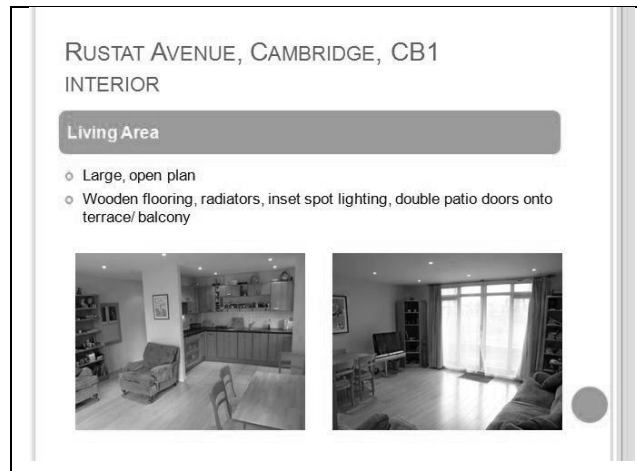 RUSTAT AVENUE, CAMBRIDGE, CB1
INTERIOR
Living Area
Large, open plan
Wooden flooring, radiators, inset spot lighting, double patio doors onto
terrace/ balcony